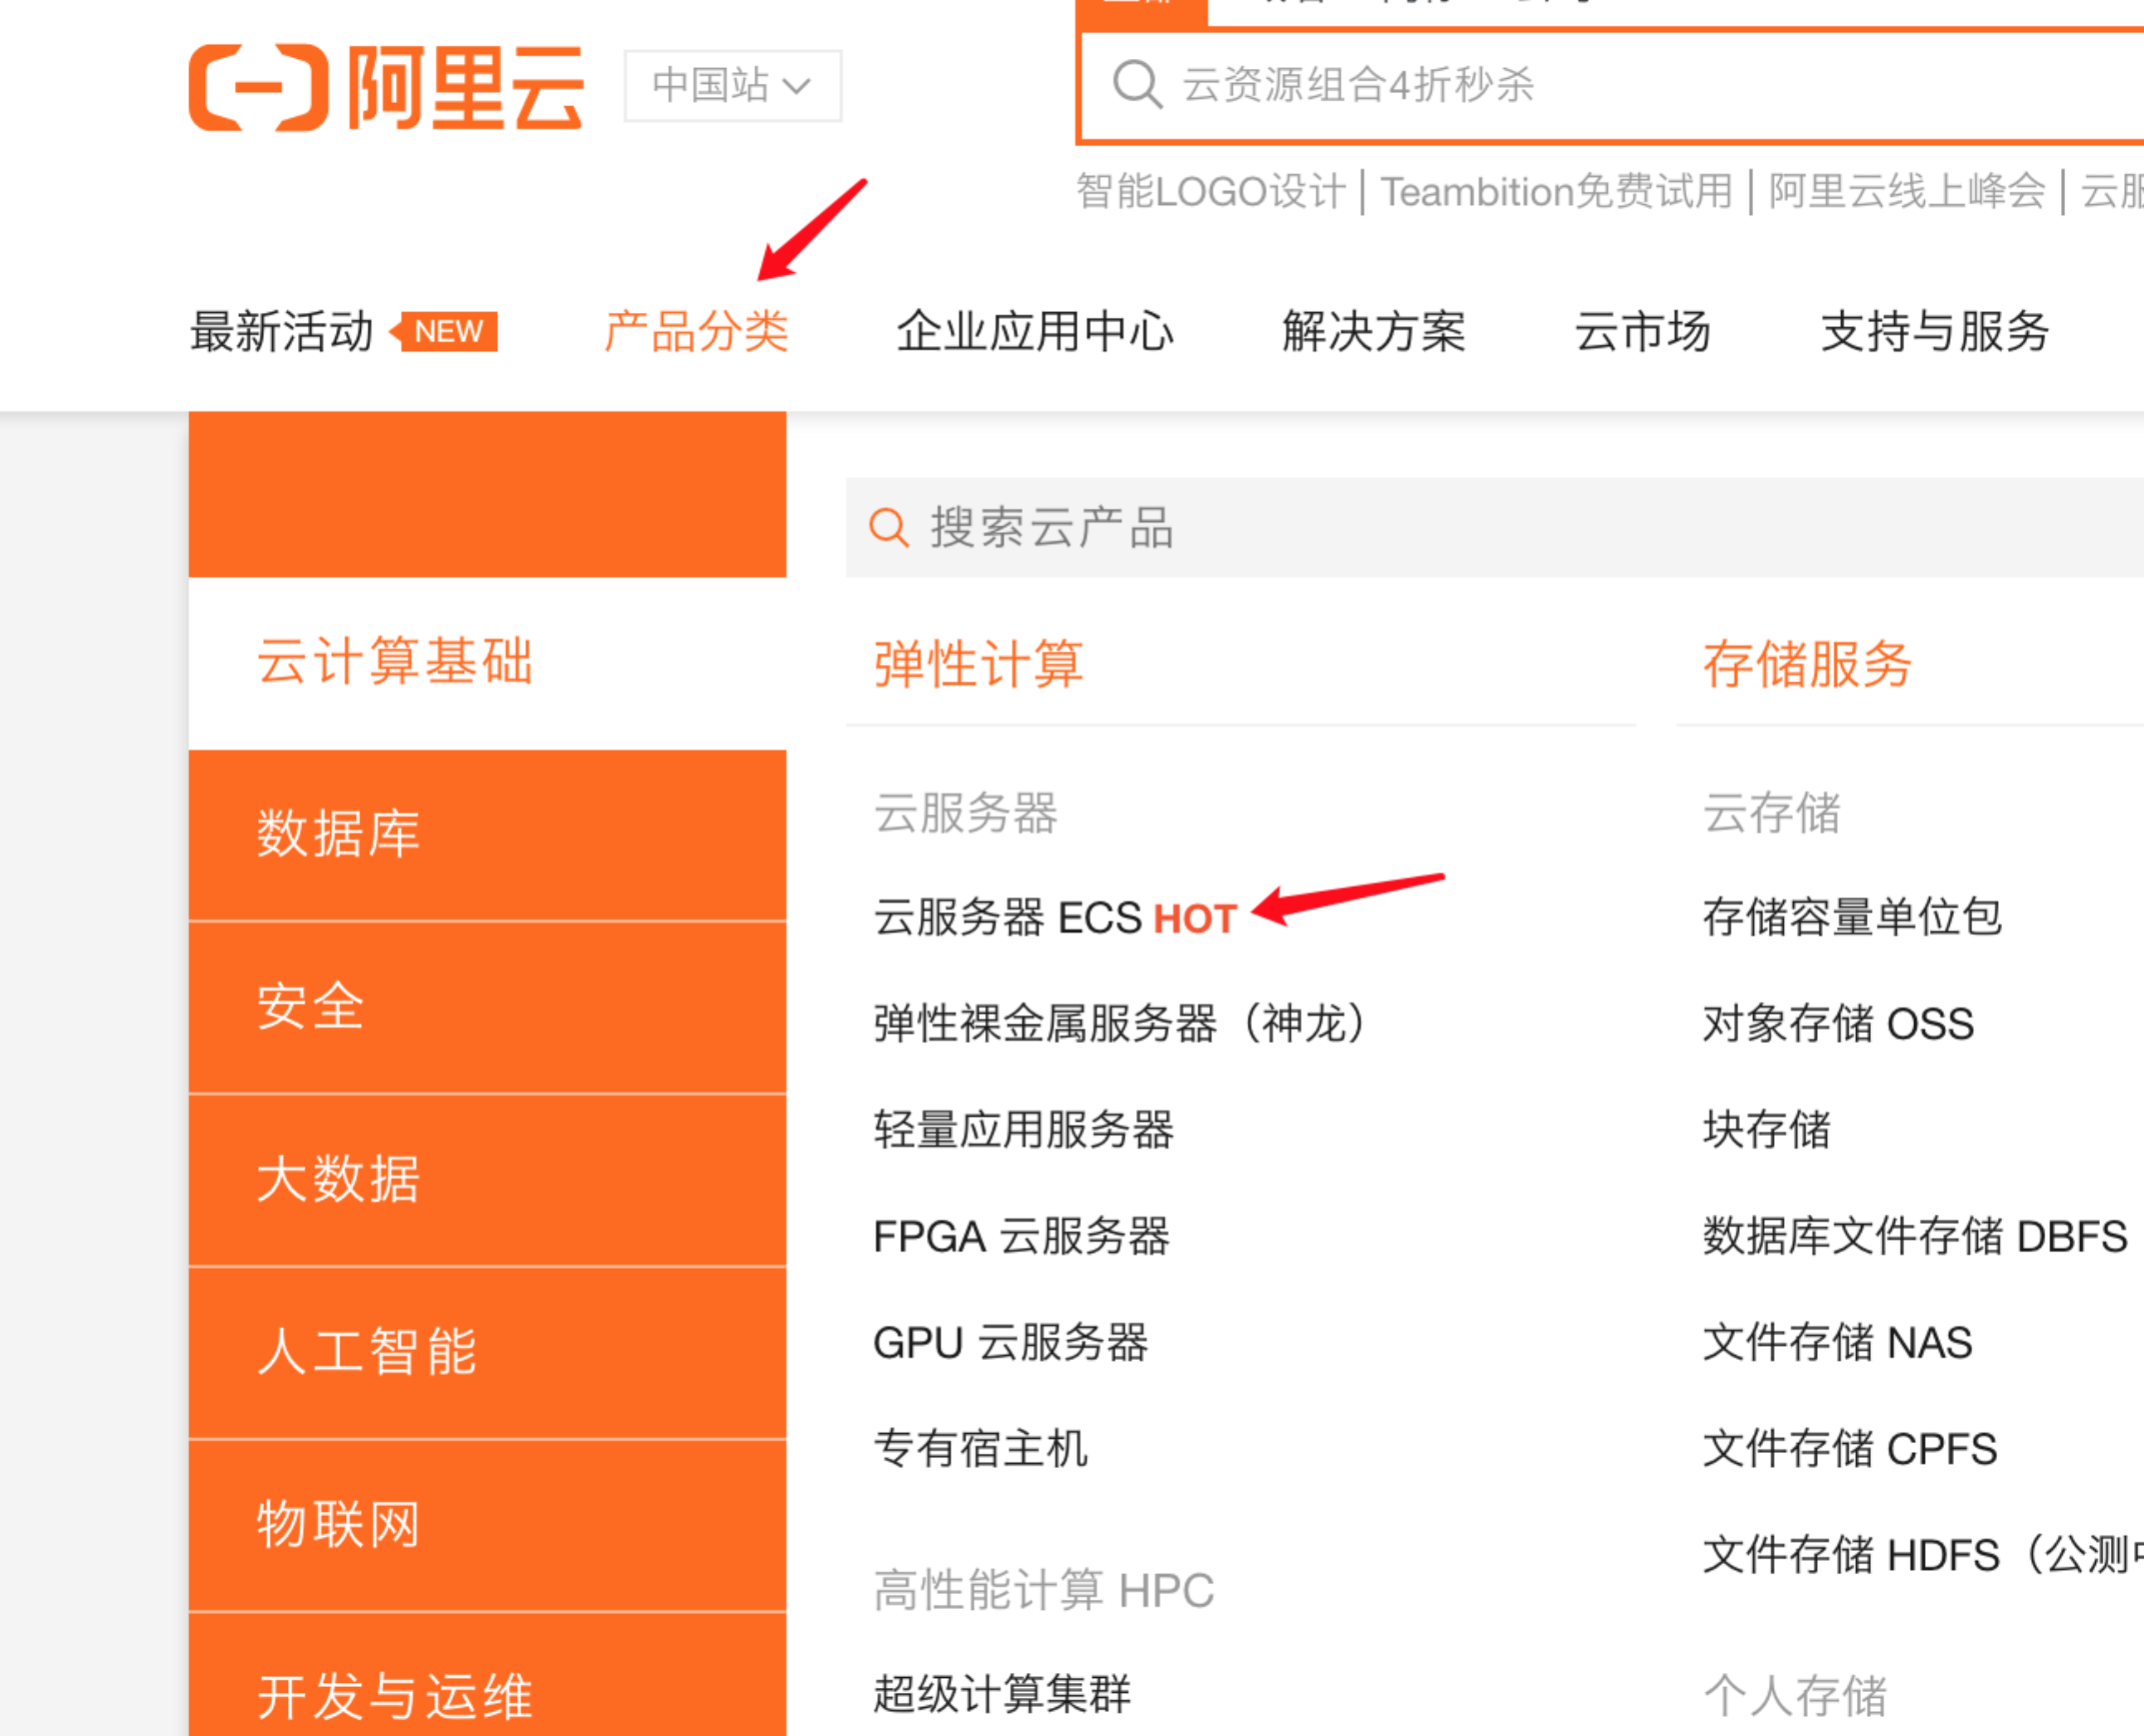 阿里云
中国站
云资源组合4折秒杀
智能LOGO设计 | Teambition免费试用 | 阿里云线上峰会 |
最新活动 NEW 产品分类 企业应用中心 解决方案 云市场 支持与服务
搜索云产品
云计算基础
数据库
安全
大数据
人工智能
物联网
开发与运维
弹性计算
云服务器
云服务器 ECS HOT
弹性裸金属服务器（神龙）
轻量应用服务器
FPGA 云服务器
GPU 云服务器
专有宿主机
高性能计算 HPC
超级计算集群
存储服务
云存储
存储容量单位包
对象存储 OSS
块存储
数据库文件存储 DBFS
文件存储 NAS
文件存储 CPFS
文件存储 HDFS（公测
个人存储